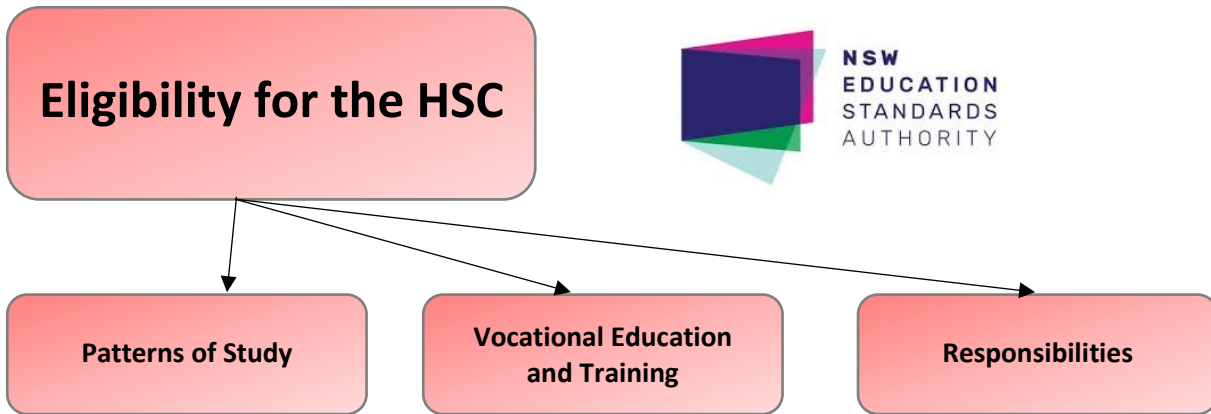 Eligibility for the HSC
NSW
EDUCATION
STANDARDS
AUTHORITY
Patterns of Study
Vocational Education
and Training
Responsibilities